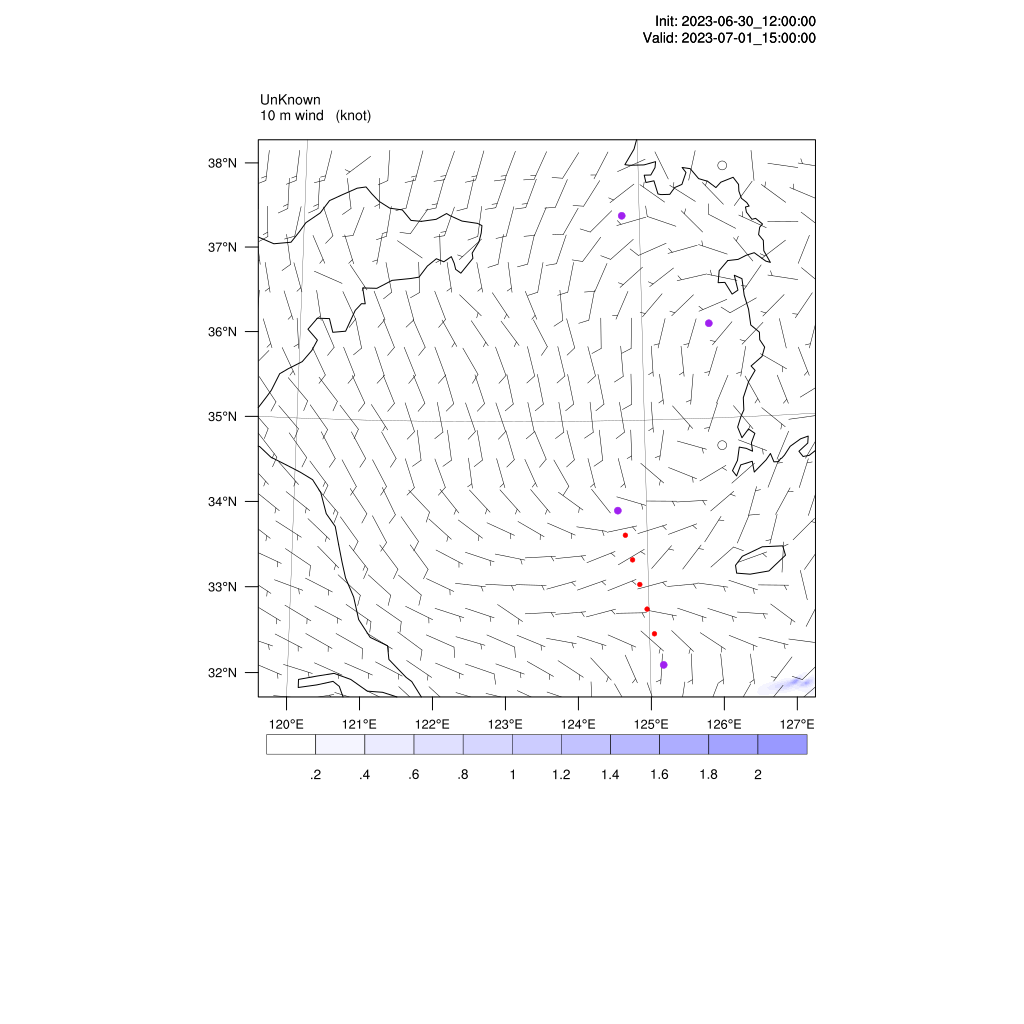 Init: 2023-06-30_12:00:00
Valid: 2023-07-01_15:00:00
UnKnown
10 m wind (knot)
38°N
37°N
36°N
35°N
34°N
33°N
32°N
120°E 121°E 122°E 123°E 124°E 125°E 126°E 127°E
.2 .4 .6 .8 1 1.2 1.4 1.6 1.8 2